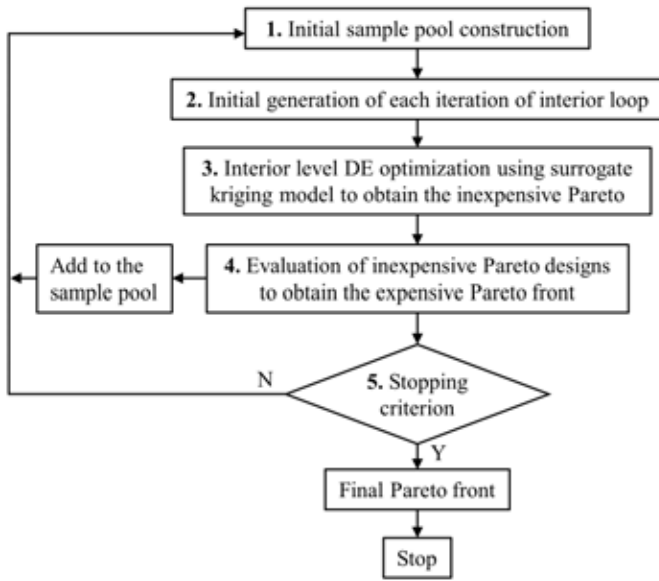 1. Initial sample pool construction
2. Initial generation of each iteration of interior loop
3. Interior level DE optimization using surrogate
kriging model to obtain the inexpensive Pareto
Add to the
sample pool
4. Evaluation of inexpensive Pareto designs
to obtain the expensive Pareto front
N
5. Stopping
criterion
Y
Final Pareto front
Stop